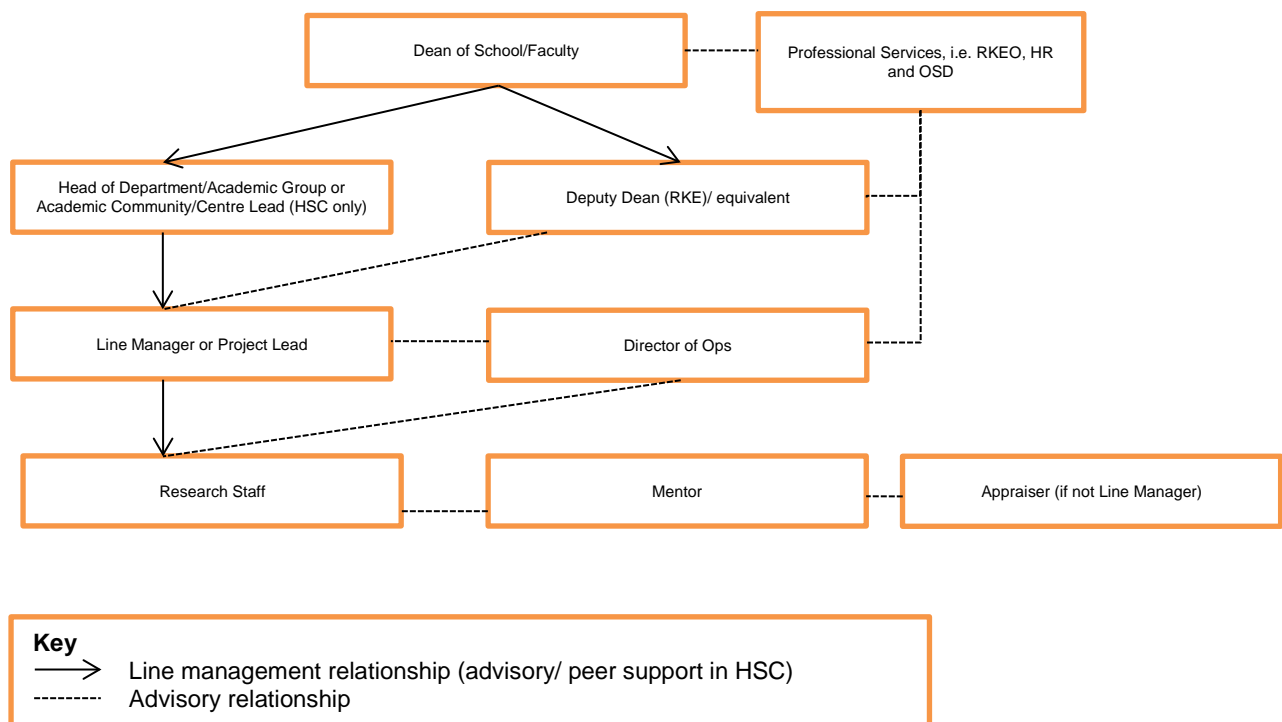 Dean of School/Faculty
Professional Services, i.e. RKEO, HR
and OSD
Head of Department/Academic Group or
Academic Community/Centre Lead (HSC only)
Deputy Dean (RKE)/ equivalent
Line Manager or Project Lead
Director of Ops
Research Staff
Mentor
Appraiser (if not Line Manager)
Key
Line management relationship (advisory/ peer support in HSC)
Advisory relationship